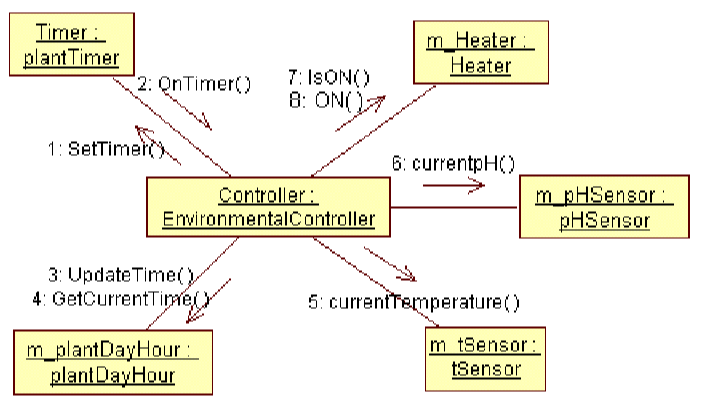 Timer :
plantTimer
m_Heater :
Heater
2: OnTimer()
7: IsON()
8: ON()
1: SetTimer()
6: currentpH()
Controller :
EnvironmentalController
m_pHSensor :
pHSensor
3: UpdateTime()
4: GetCurrentTime()
5: currentTemperature()
m_plantDayHour :
plantDayHour
m_tSensor :
tSensor